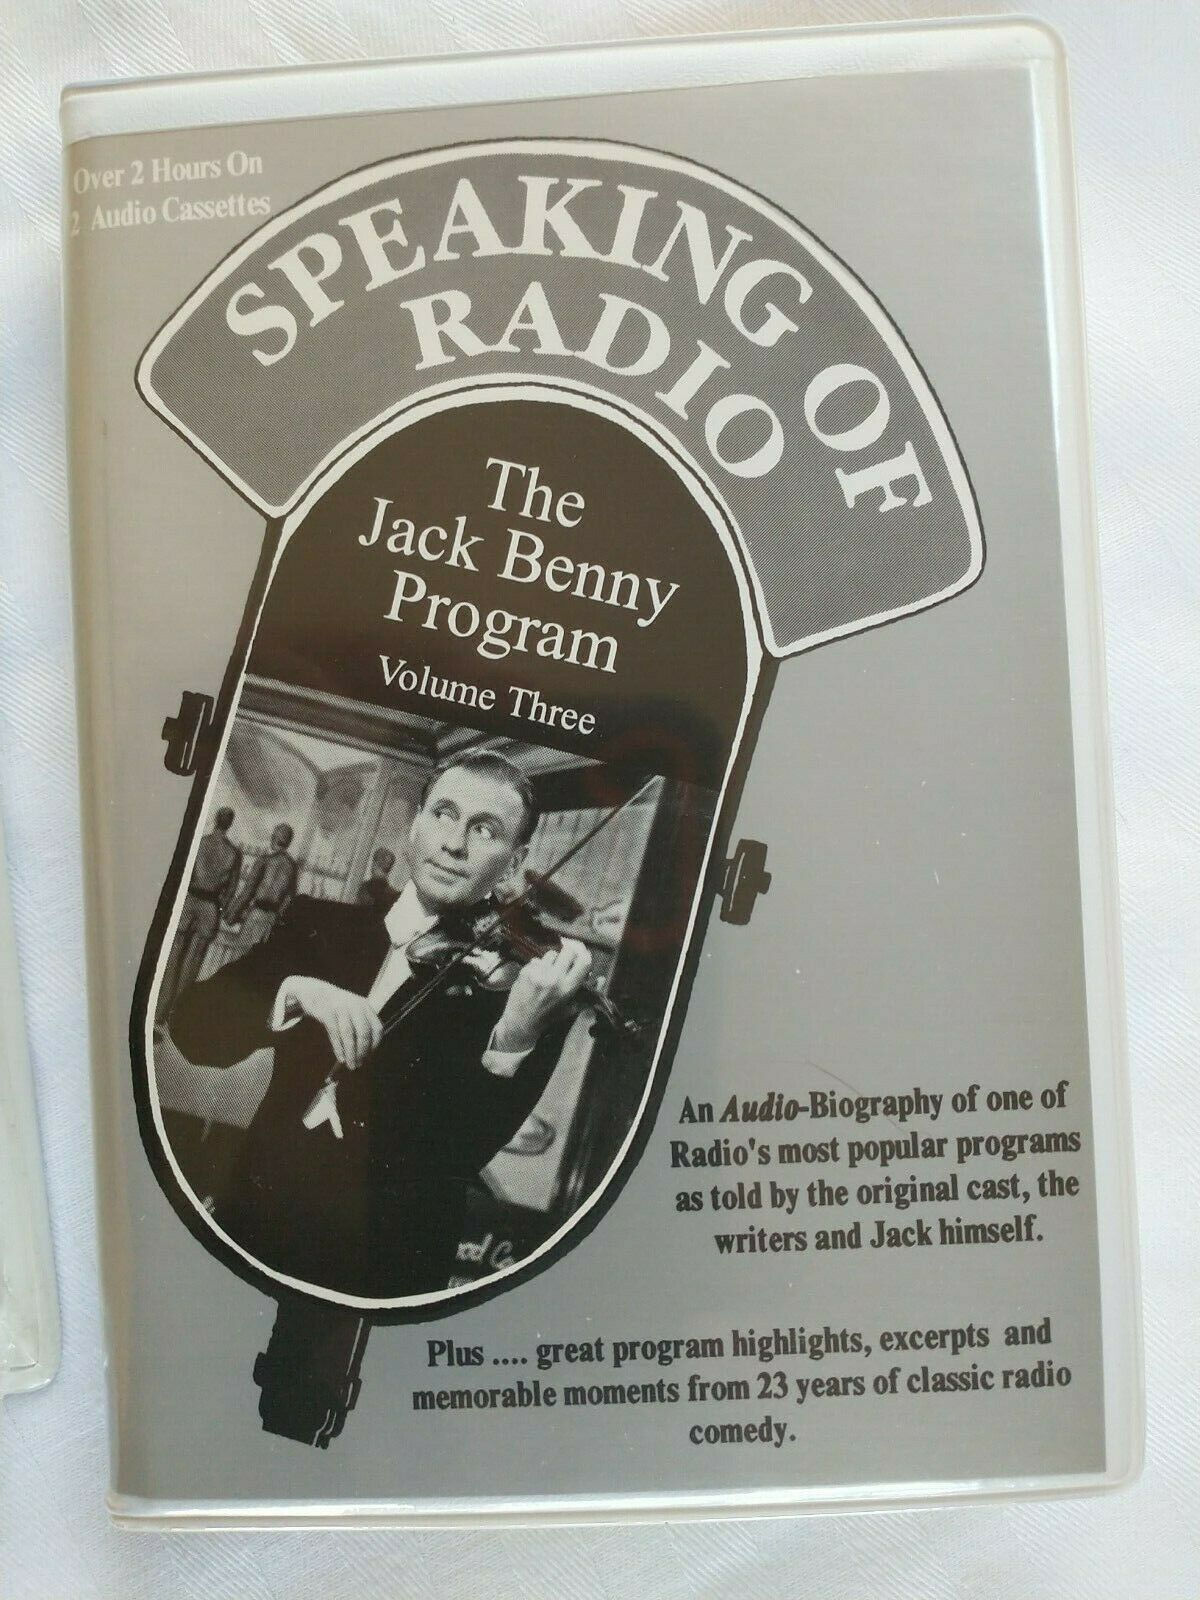 Over 2 Hours On
2 Audio Cassettes
SPEAKING OF
RADIO
The
Jack Benny
Program
Volume Three
An Audio-Biography of one of
Radio's most popular programs
as told by the original cast, the
writers and Jack himself.
Plus .... great program highlights, excerpts and
memorable moments from 23 years of classic radio
comedy.